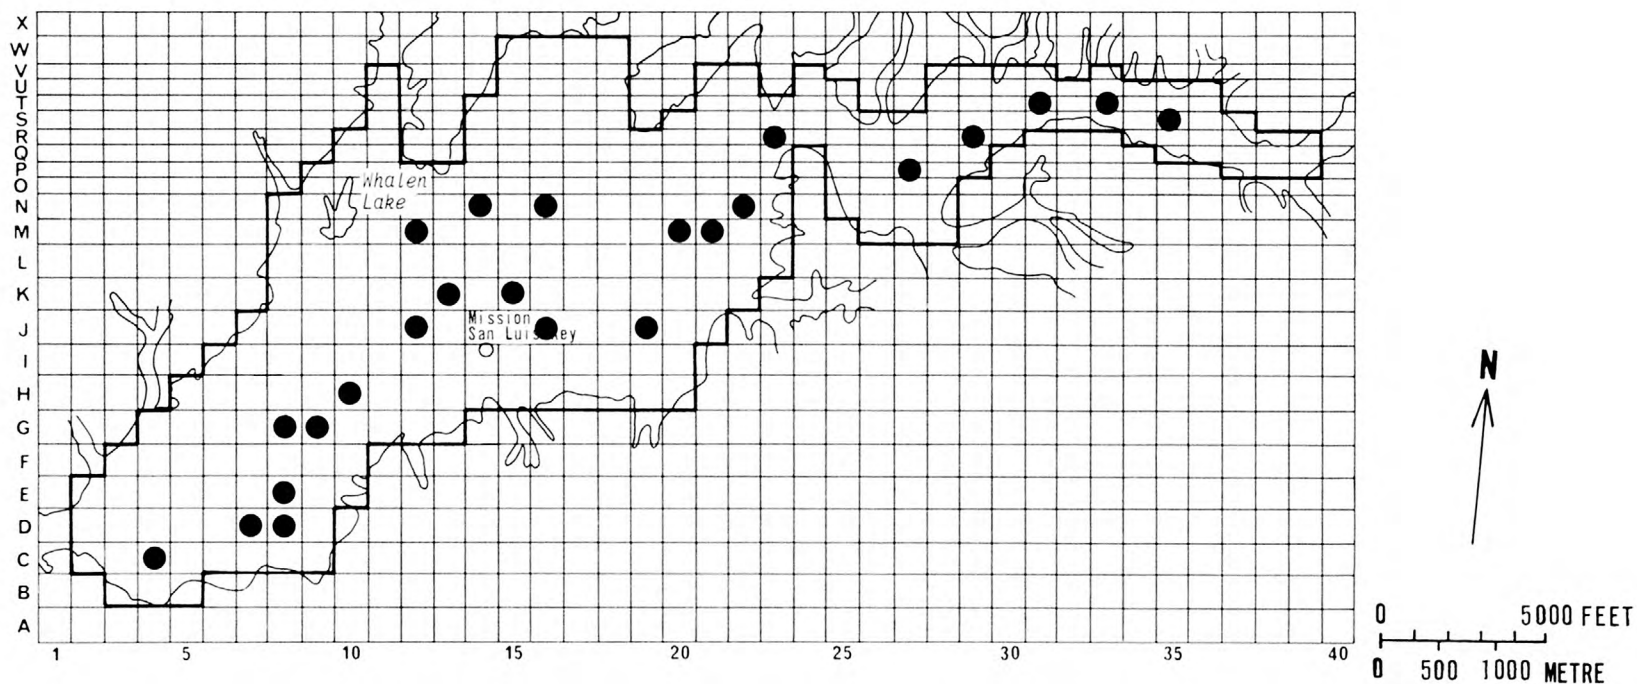 X
W
V
U
T
S
R
Q
P
O
N
M
L
K
J
I
H
G
F
E
D
C
B
A
Whalen
Lake
Mission
San Luis Rey
1 5 10 15 20 25 30 35 40
N
0 5000 FEET
0 500 1000 METRE